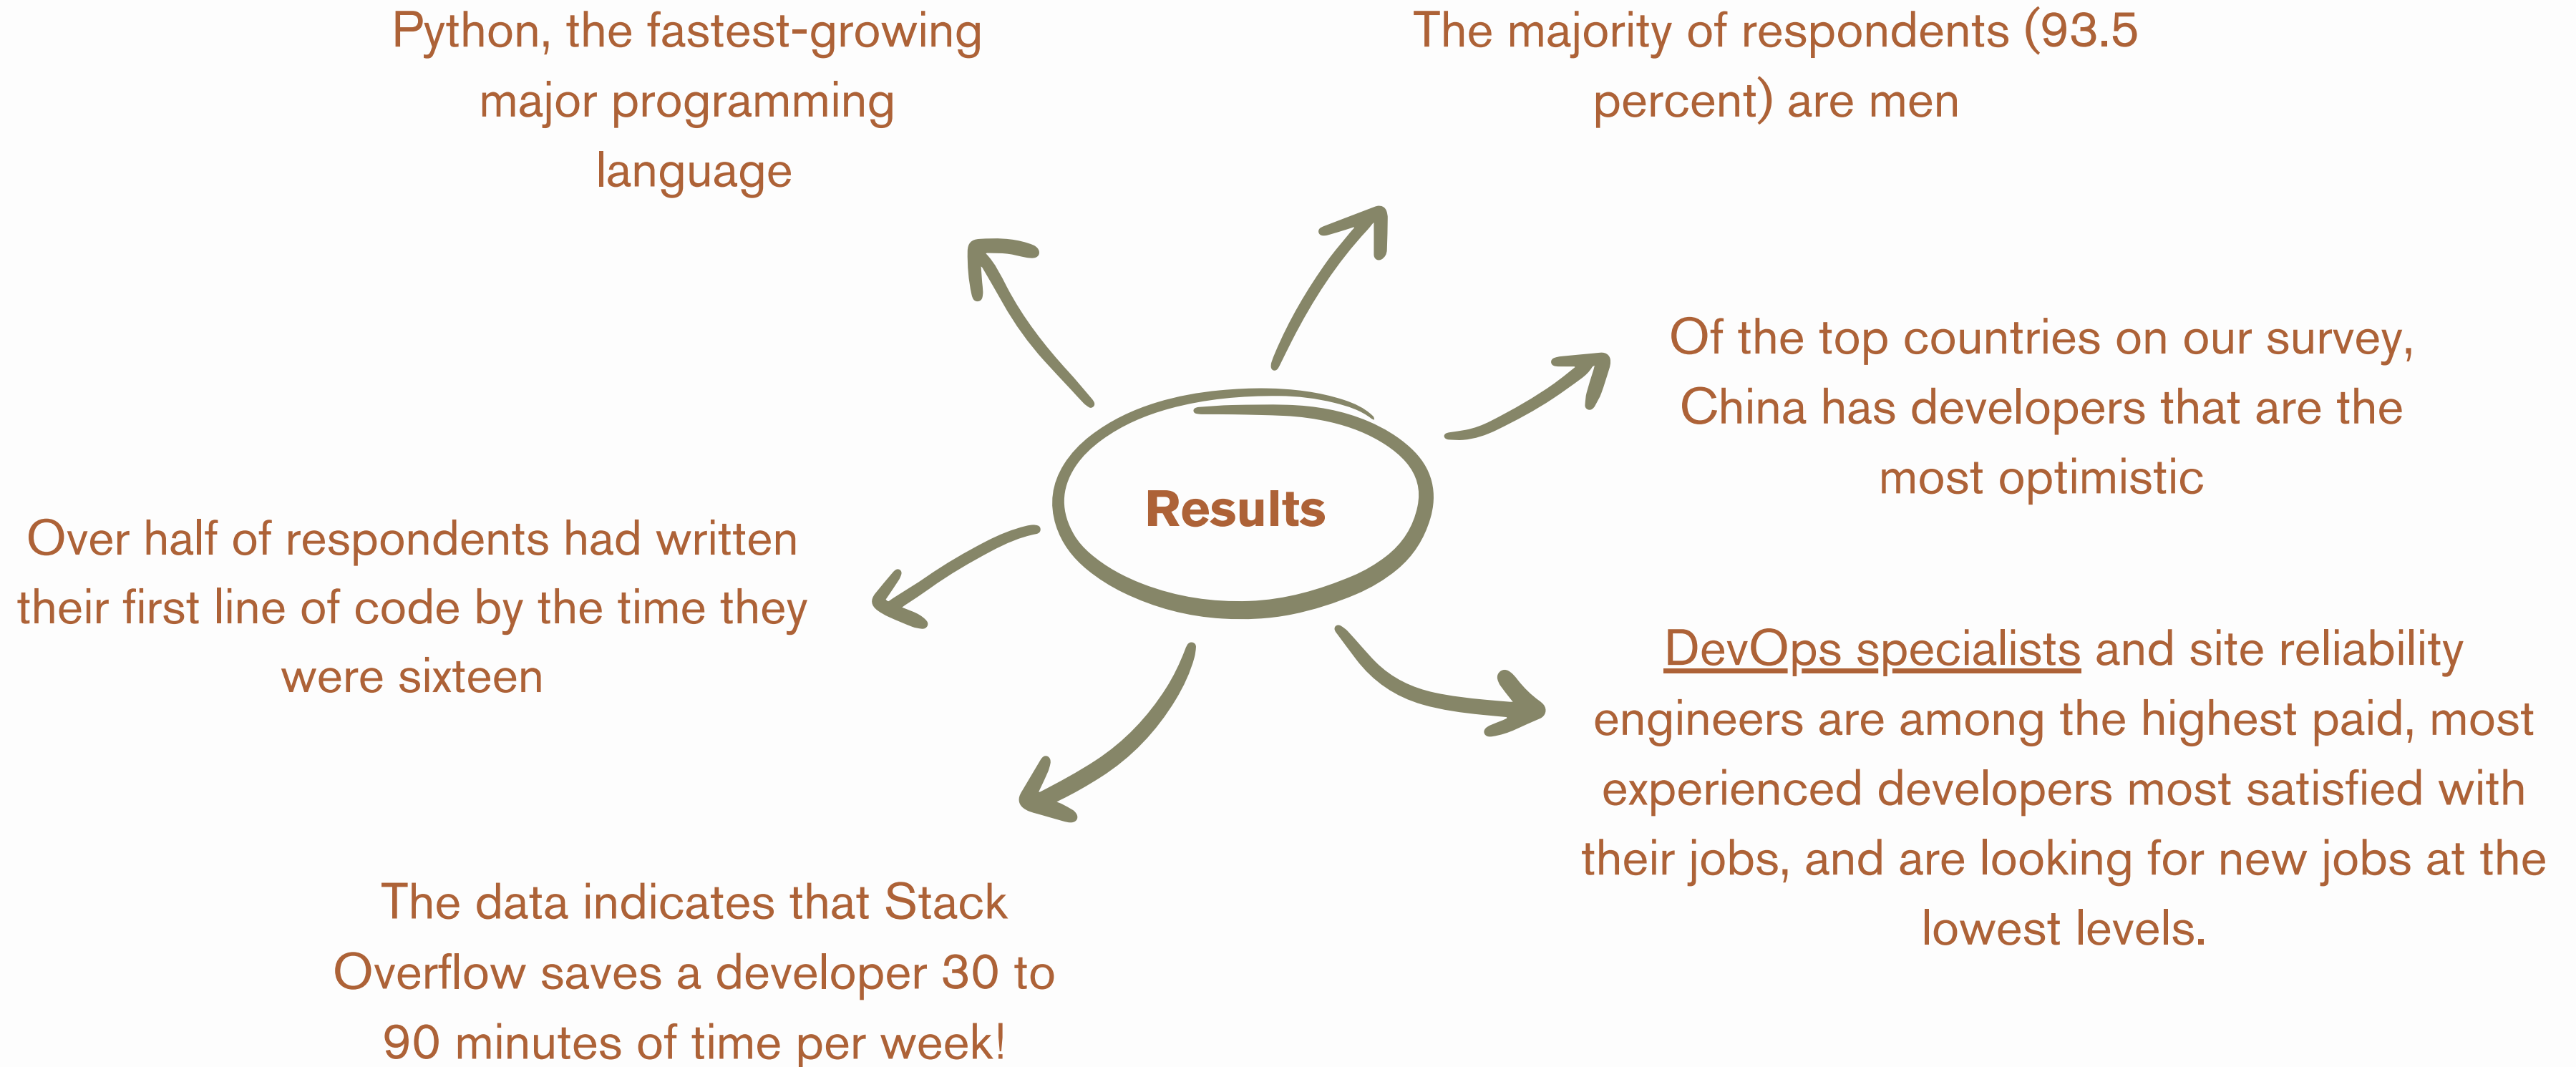 Python, the fastest-growing
major programming
language
The majority of respondents (93.5
percent) are men
Of the top countries on our survey,
China has developers that are the
most optimistic
Results
Over half of respondents had written
their first line of code by the time they
were sixteen
DevOps specialists and site reliability
engineers are among the highest paid, most
experienced developers most satisfied with
their jobs, and are looking for new jobs at the
lowest levels.
The data indicates that Stack
Overflow saves a developer 30 to
90 minutes of time per week!